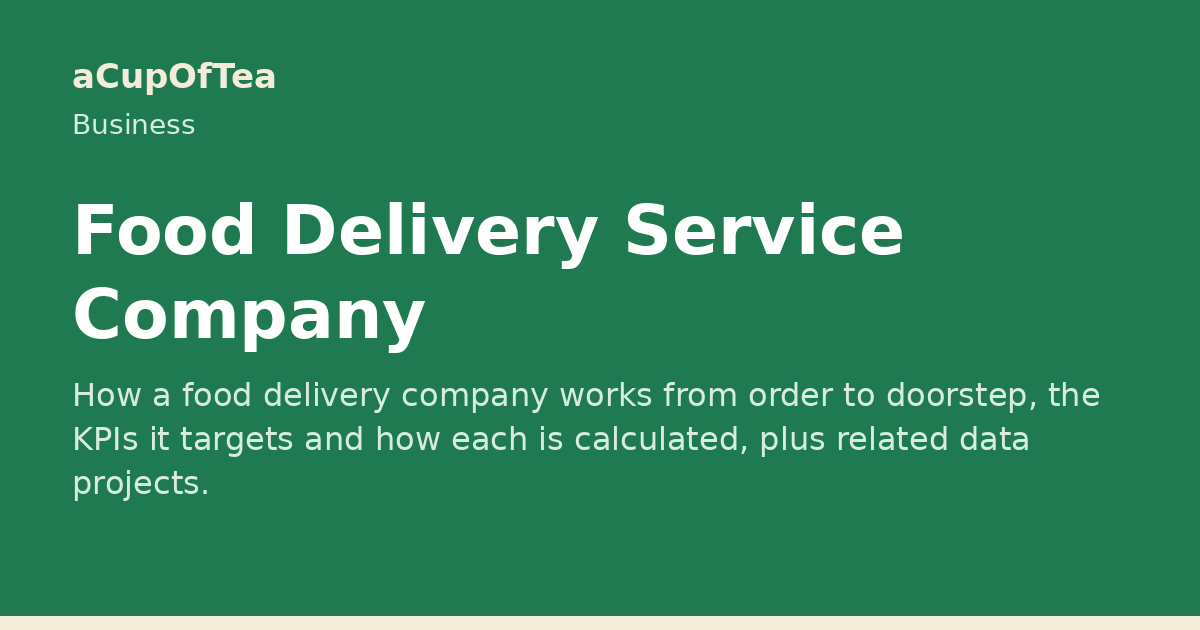 aCupOfTea
Business
Food Delivery Service
Company
How a food delivery company works from order to doorstep, the
KPIs it targets and how each is calculated, plus related data
projects.